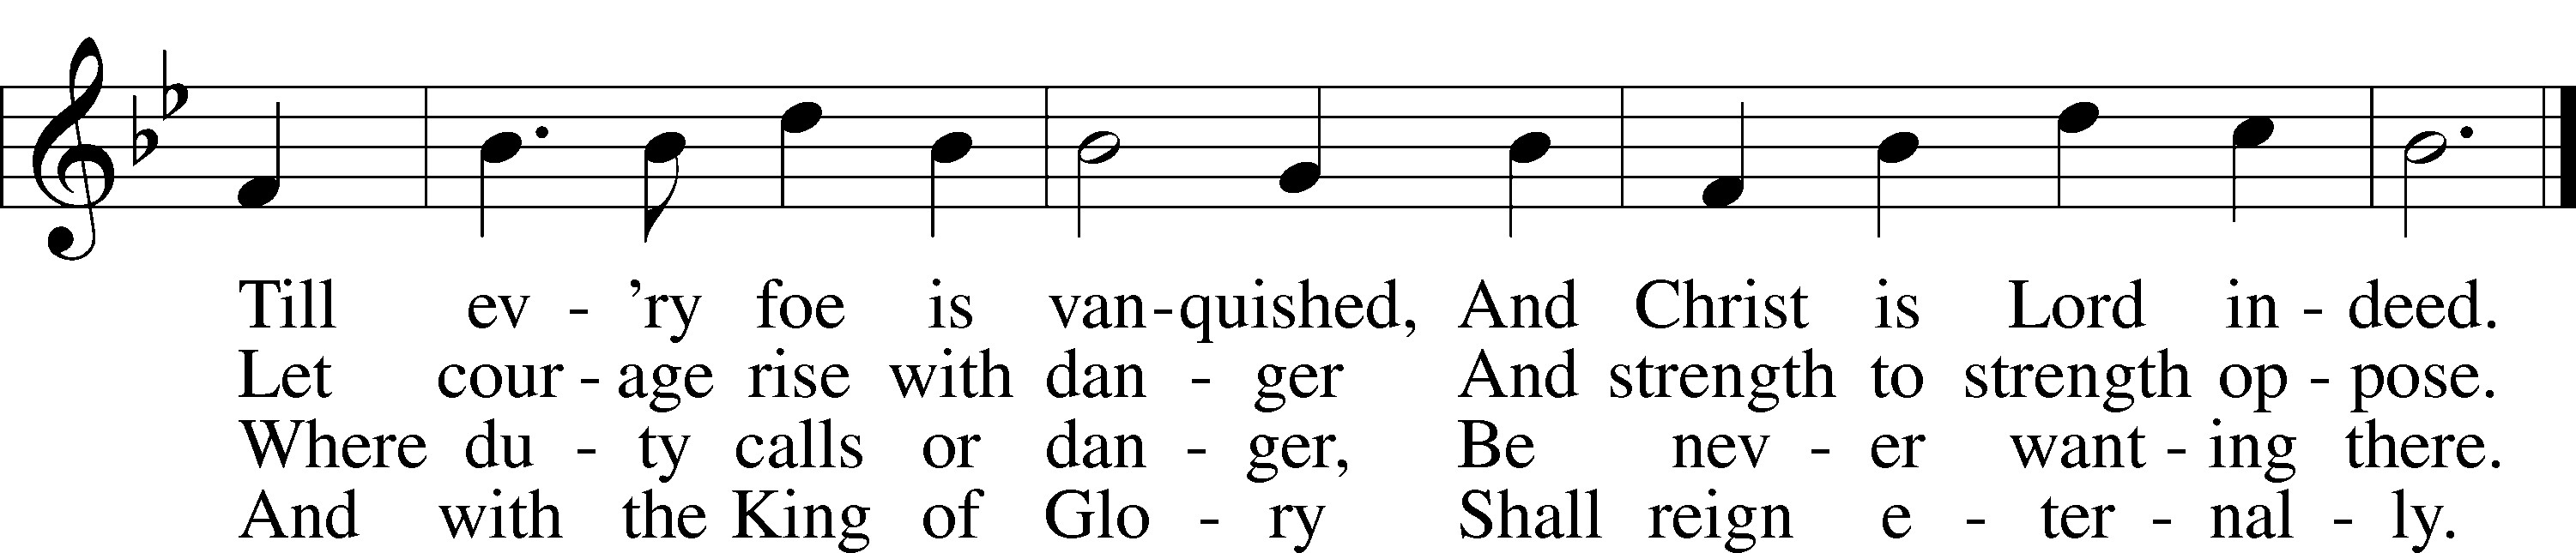 Till ev - 'ry foe is van - quished, And Christ is Lord in - deed.
Let cour - age rise with dan - ger And strength to strength op - pose.
Where du - ty calls or dan - ger, Be nev - er want - ing there.
And with the King of Glo - ry Shall reign e - ter - nal - ly.